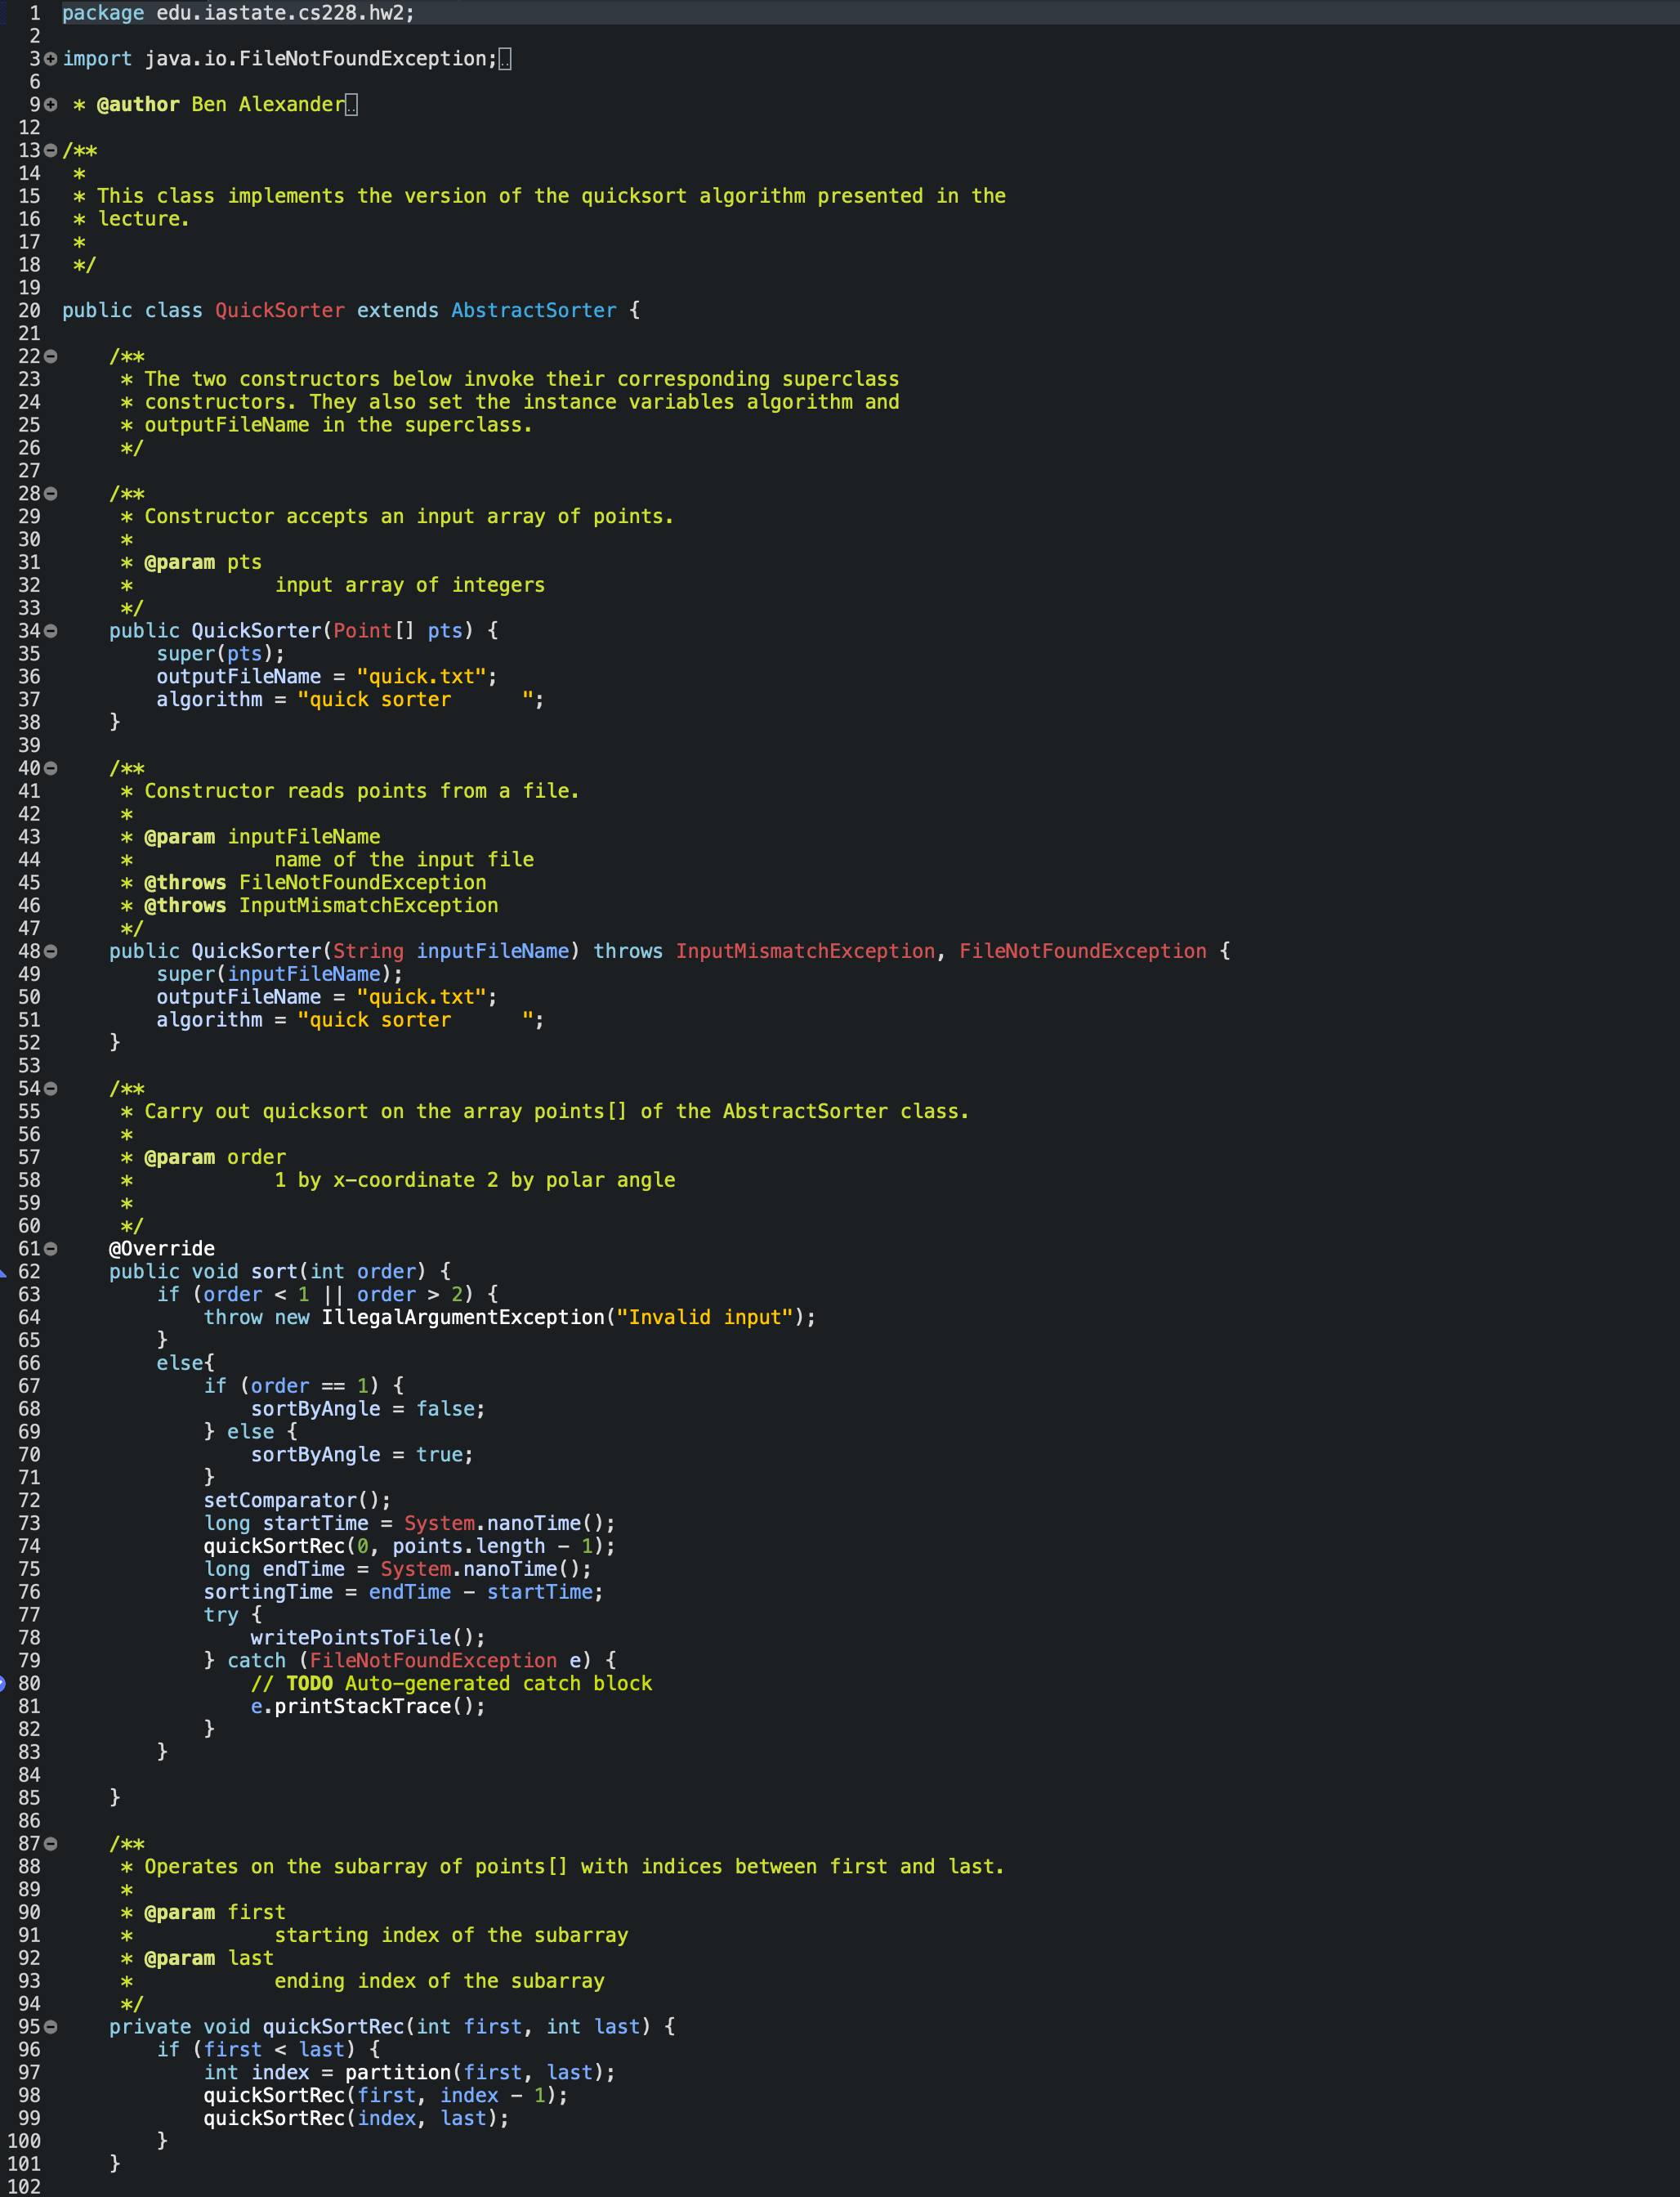 1 package edu.iastate.cs228.hw2;
2
3 import java.io.FileNotFoundException;
6
9 * @author Ben Alexander
12
13 /**
14 *
15 * This class implements the version of the quicksort algorithm presented in the
16 * lecture.
17 *
18 */
19
20 public class QuickSorter extends AbstractSorter {
21
22 /**
23 * The two constructors below invoke their corresponding superclass
24 * constructors. They also set the instance variables algorithm and
25 * outputFileName in the superclass.
26 */
27
28 /**
29 * Constructor accepts an input array of points.
30 *
31 * @param pts
32 * input array of integers
33 */
34 public QuickSorter(Point[] pts) {
35 super(pts);
36 outputFileName = "quick.txt";
37 algorithm = "quick sorter      ";
38 }
39
40 /**
41 * Constructor reads points from a file.
42 *
43 * @param inputFileName
44 * name of the input file
45 * @throws FileNotFoundException
46 * @throws InputMismatchException
47 */
48 public QuickSorter(String inputFileName) throws InputMismatchException, FileNotFoundException {
49 super(inputFileName);
50 outputFileName = "quick.txt";
51 algorithm = "quick sorter      ";
52 }
53
54 /**
55 * Carry out quicksort on the array points[] of the AbstractSorter class.
56 *
57 * @param order
58 * 1 by x-coordinate 2 by polar angle
59 *
60 */
61 @Override
62 public void sort(int order) {
63 if (order < 1 || order > 2) {
64 throw new IllegalArgumentException("Invalid input");
65 }
66 else{
67 if (order == 1) {
68 sortByAngle = false;
69 } else {
70 sortByAngle = true;
71 }
72 setComparator();
73 long startTime = System.nanoTime();
74 quickSortRec(0, points.length - 1);
75 long endTime = System.nanoTime();
76 sortingTime = endTime - startTime;
77 try {
78 writePointsToFile();
79 } catch (FileNotFoundException e) {
80 // TODO Auto-generated catch block
81 e.printStackTrace();
82 }
83 }
84
85 }
86
87 /**
88 * Operates on the subarray of points[] with indices between first and last.
89 *
90 * @param first
91 * starting index of the subarray
92 * @param last
93 * ending index of the subarray
94 */
95 private void quickSortRec(int first, int last) {
96 if (first < last) {
97 int index = partition(first, last);
98 quickSortRec(first, index - 1);
99 quickSortRec(index, last);
100 }
101 }
102